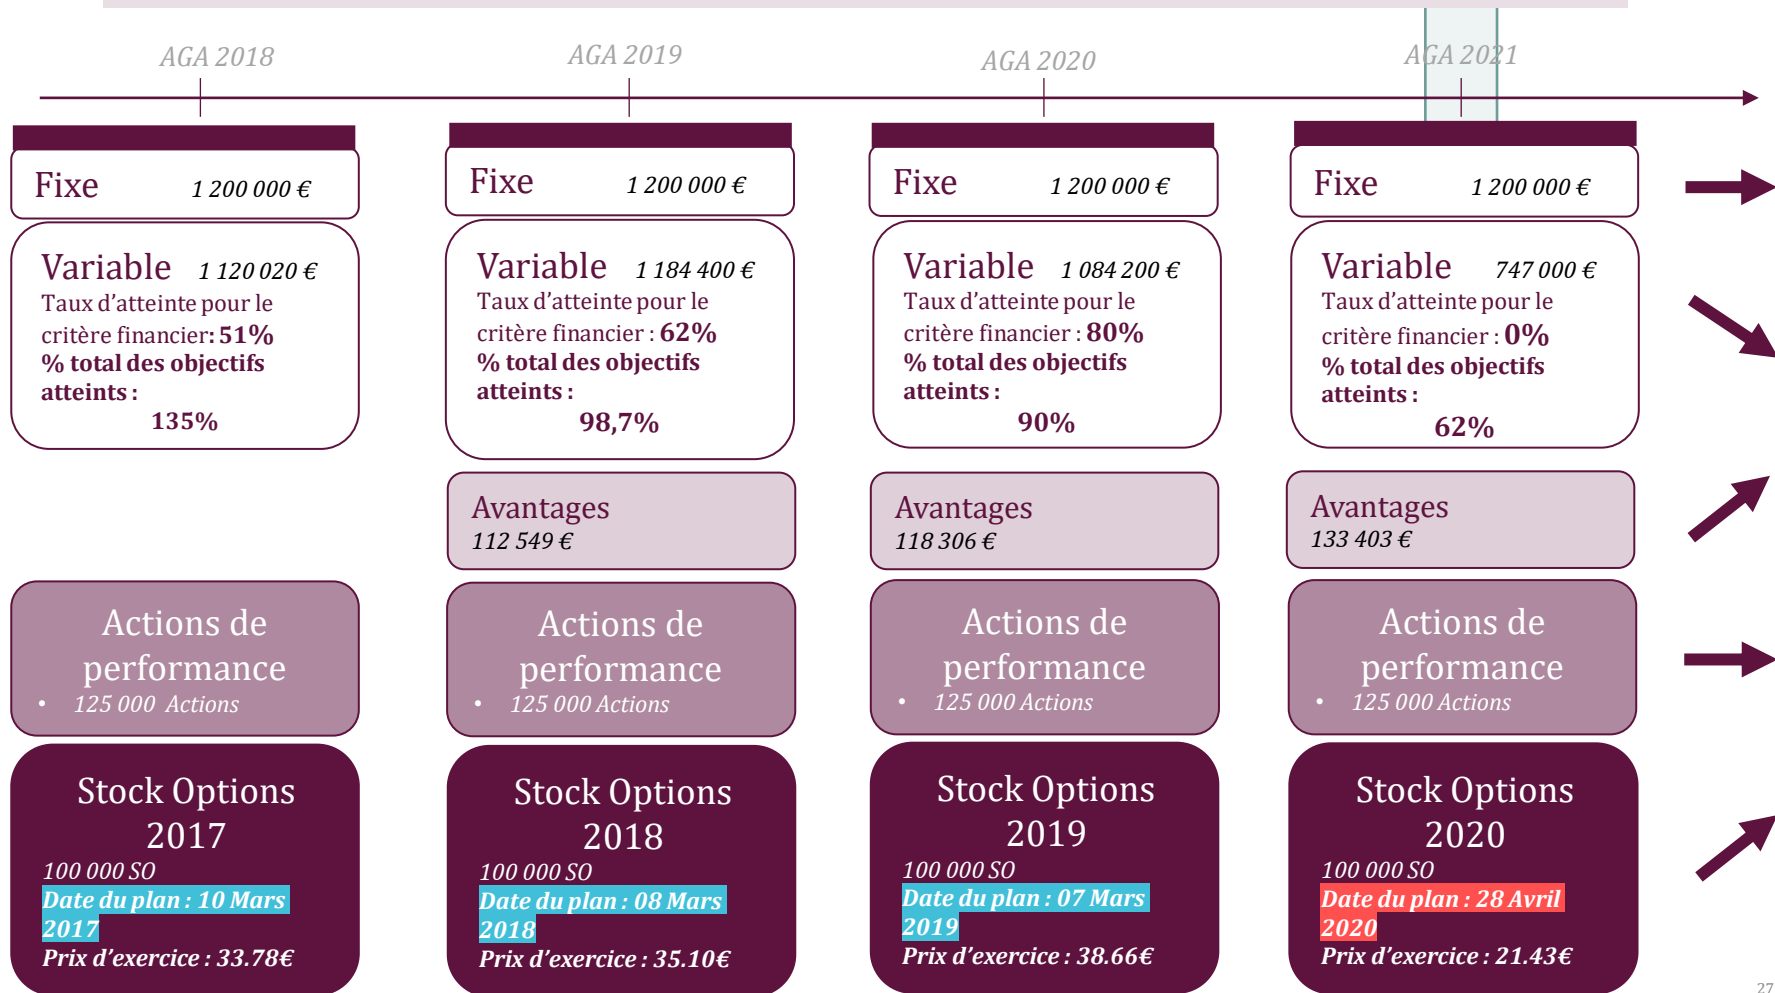 AGA 2018
AGA 2019
AGA 2020
AGA 2021
Fixe 1 200 000 €
Variable 1 120 020 €
Taux d'atteinte pour le
critère financier: 51%
% total des objectifs
atteints :
135%
Actions de
performance
• 125 000 Actions
Stock Options
2017
100 000 SO
Date du plan : 10 Mars
2017
Prix d'exercice : 33.78€
Fixe 1 200 000 €
Variable 1 184 400 €
Taux d'atteinte pour le
critère financier : 62%
% total des objectifs
atteints :
98,7%
Avantages
112 549 €
Actions de
performance
• 125 000 Actions
Stock Options
2018
100 000 SO
Date du plan : 08 Mars
2018
Prix d'exercice : 35.10€
Fixe 1 200 000 €
Variable 1 084 200 €
Taux d'atteinte pour le
critère financier : 80%
% total des objectifs
atteints :
90%
Avantages
118 306 €
Actions de
performance
• 125 000 Actions
Stock Options
2019
100 000 SO
Date du plan : 07 Mars
2019
Prix d'exercice : 38.66€
Fixe 1 200 000 €
Variable 747 000 €
Taux d'atteinte pour le
critère financier : 0%
% total des objectifs
atteints :
62%
Avantages
133 403 €
Actions de
performance
• 125 000 Actions
Stock Options
2020
100 000 SO
Date du plan : 28 Avril
2020
Prix d'exercice : 21.43€
27